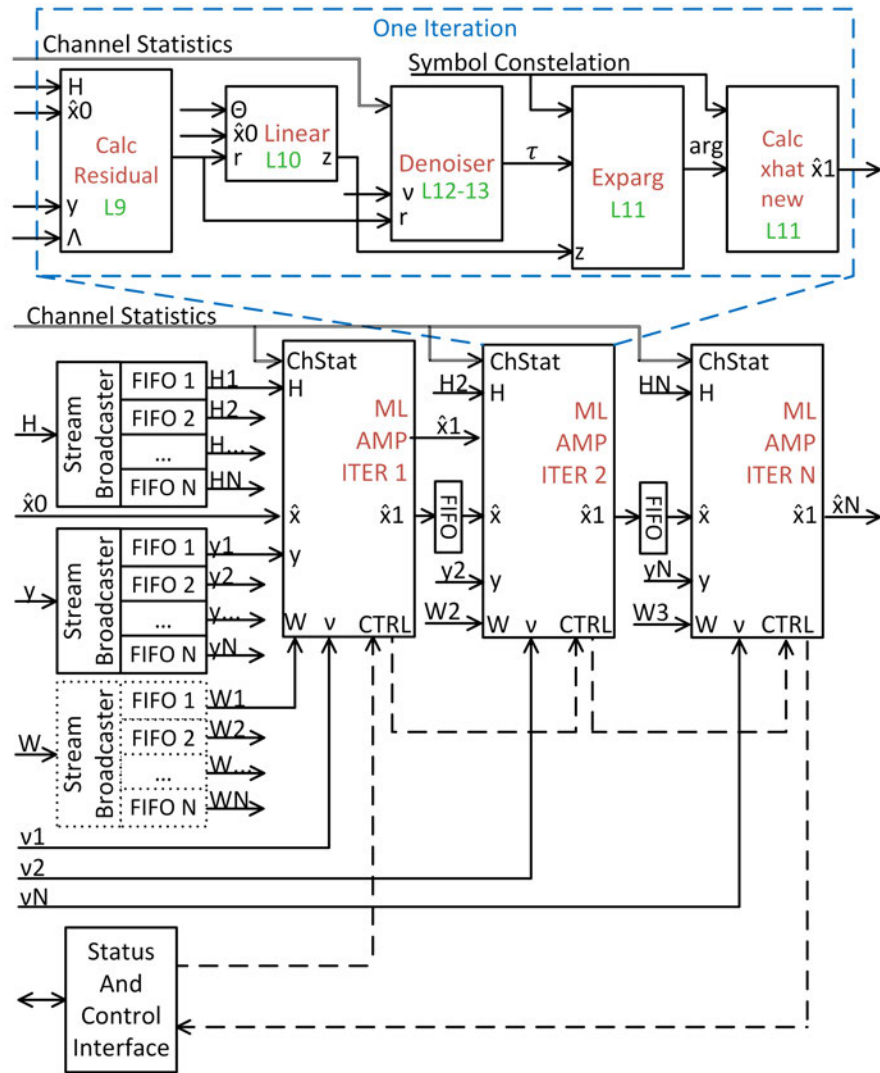 One Iteration
Channel Statistics
Symbol Constelation
H
x̂0
y
Λ
Calc
Residual
L9
Θ
x̂0
r
Linear
L10
z
Denoiser
L12-13
ν
r
τ
Exparg
L11
z
arg
Calc
xhat
new
L11
x̂1
Channel Statistics
H
Stream
Broadcaster
FIFO 1
FIFO 2
...
FIFO N
H1
H2
H...
HN
x̂0
y
Stream
Broadcaster
FIFO 1
FIFO 2
...
FIFO N
y1
y2
y...
yN
W
Stream
Broadcaster
FIFO 1
FIFO 2
...
FIFO N
W1
W2
W...
WN
ChStat
H
ML
AMP
ITER 1
x̂1
x̂
x̂1
y
W ν CTRL
FIFO
H2
y2
W2
ChStat
H
ML
AMP
ITER 2
x̂
x̂1
y
W ν CTRL
FIFO
HN
yN
W3
ChStat
H
ML
AMP
ITER N
x̂
x̂1
y
W ν CTRL
x̂N
ν1
ν2
νN
Status
And
Control
Interface